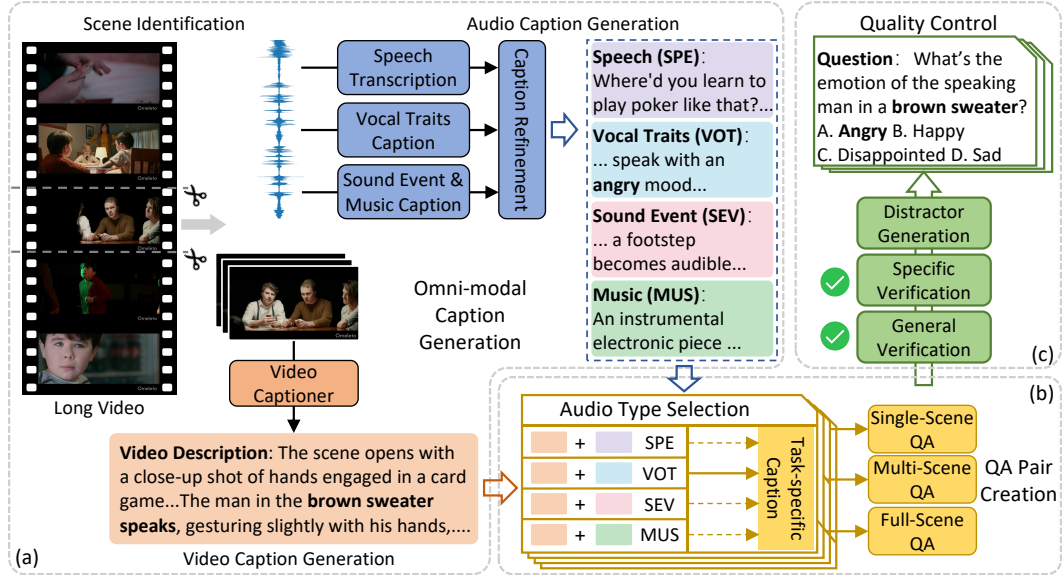 Scene Identification
Omeleto
Omeleto
Omeleto
Omeleto
Omeleto
Long Video
Audio Caption Generation
Speech
Transcription
Vocal Traits
Caption
Sound Event &
Music Caption
Caption Refinement
Speech (SPE):
Where'd you learn to
play poker like that?...
Vocal Traits (VOT):
... speak with an
angry mood...
Sound Event (SEV):
... a footstep
becomes audible...
Music (MUS):
An instrumental
electronic piece ...
Omni-modal
Caption
Generation
Omeleto
Video
Captioner
Video Description: The scene opens with
a close-up shot of hands engaged in a card
game...The man in the brown sweater
speaks, gesturing slightly with his hands,....
(a)
Video Caption Generation
Quality Control
Question: What's the
emotion of the speaking
man in a brown sweater?
A. Angry B. Happy
C. Disappointed D. Sad
Distractor
Generation
Specific
Verification
General
Verification
(c)
(b)
Audio Type Selection
+ SPE
+ VOT
+ SEV
+ MUS
Task-specific
Caption
Single-Scene
QA
Multi-Scene
QA
Full-Scene
QA
QA Pair
Creation